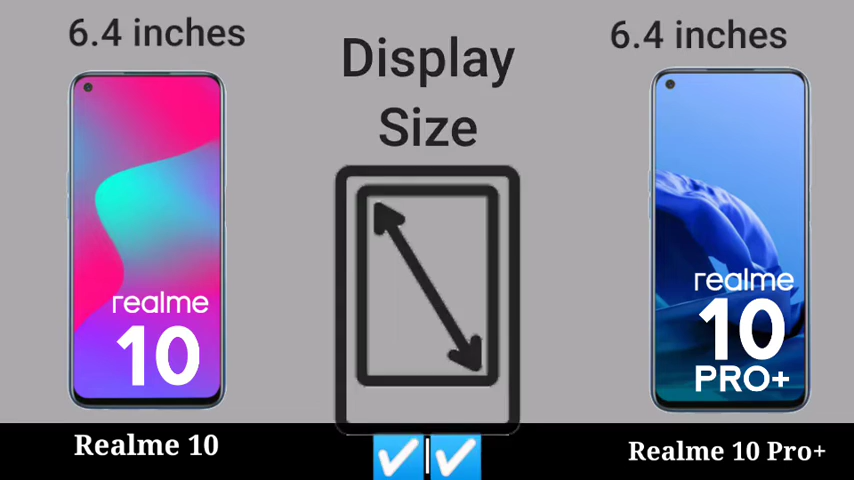 6.4 inches
Display
Size
6.4 inches
realme
10
realme
10
PRO+
Realme 10
Realme 10 Pro+